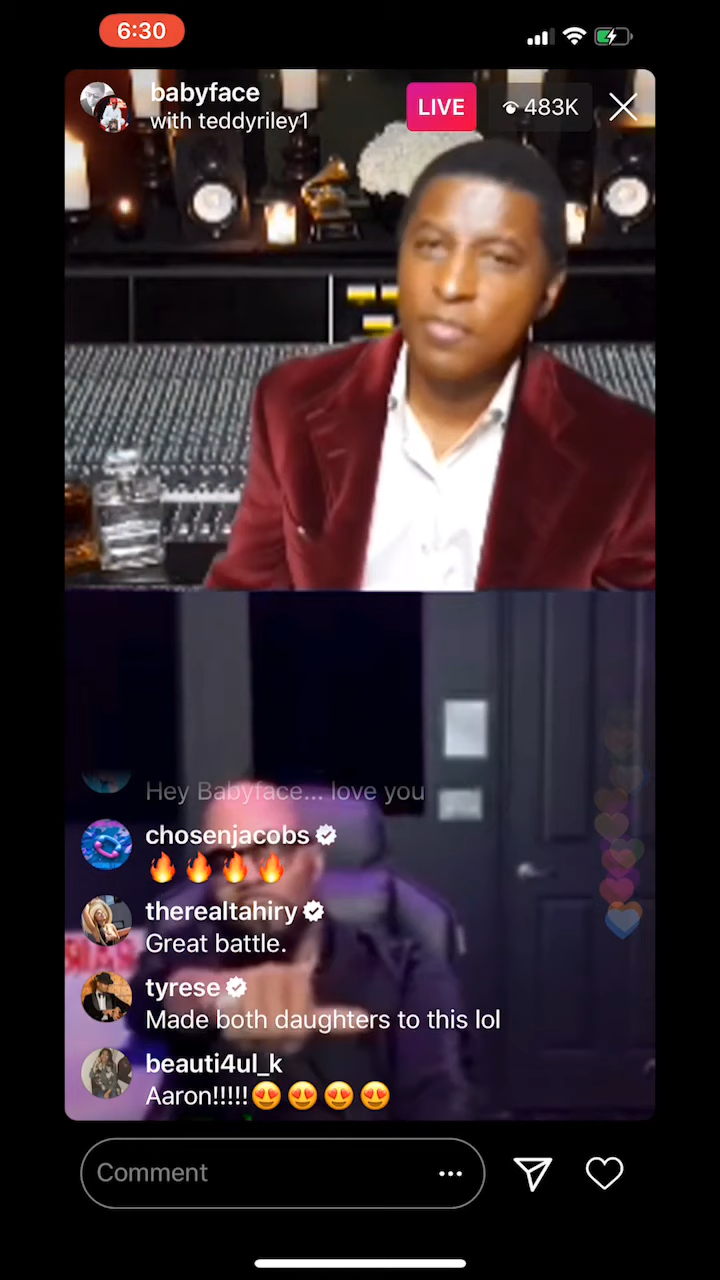 6:30
babyface
with teddyriley1
LIVE
483K
Hey Babyface... love you
chosenjacobs
🔥🔥🔥🔥
therealtahiry
Great battle.
tyrese
Made both daughters to this lol
beauti4ul_k
Aaron!!!!!😍😍😍😍
Comment